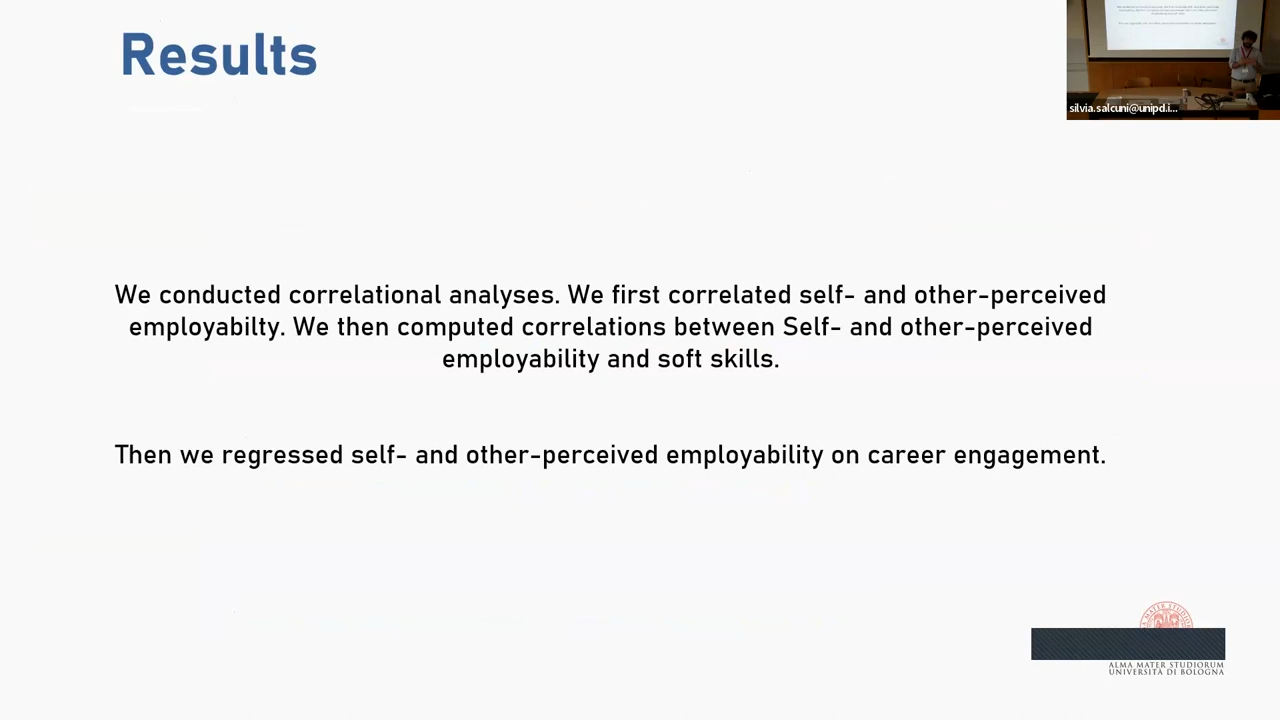 Results
silvia.salcuni@unipd.i...
We conducted correlational analyses. We first correlated self- and other-perceived
employabilty. We then computed correlations between Self- and other-perceived
employability and soft skills.
Then we regressed self- and other-perceived employability on career engagement.
ALMA MATER STUDIORUM
UNIVERSITÀ DI BOLOGNA